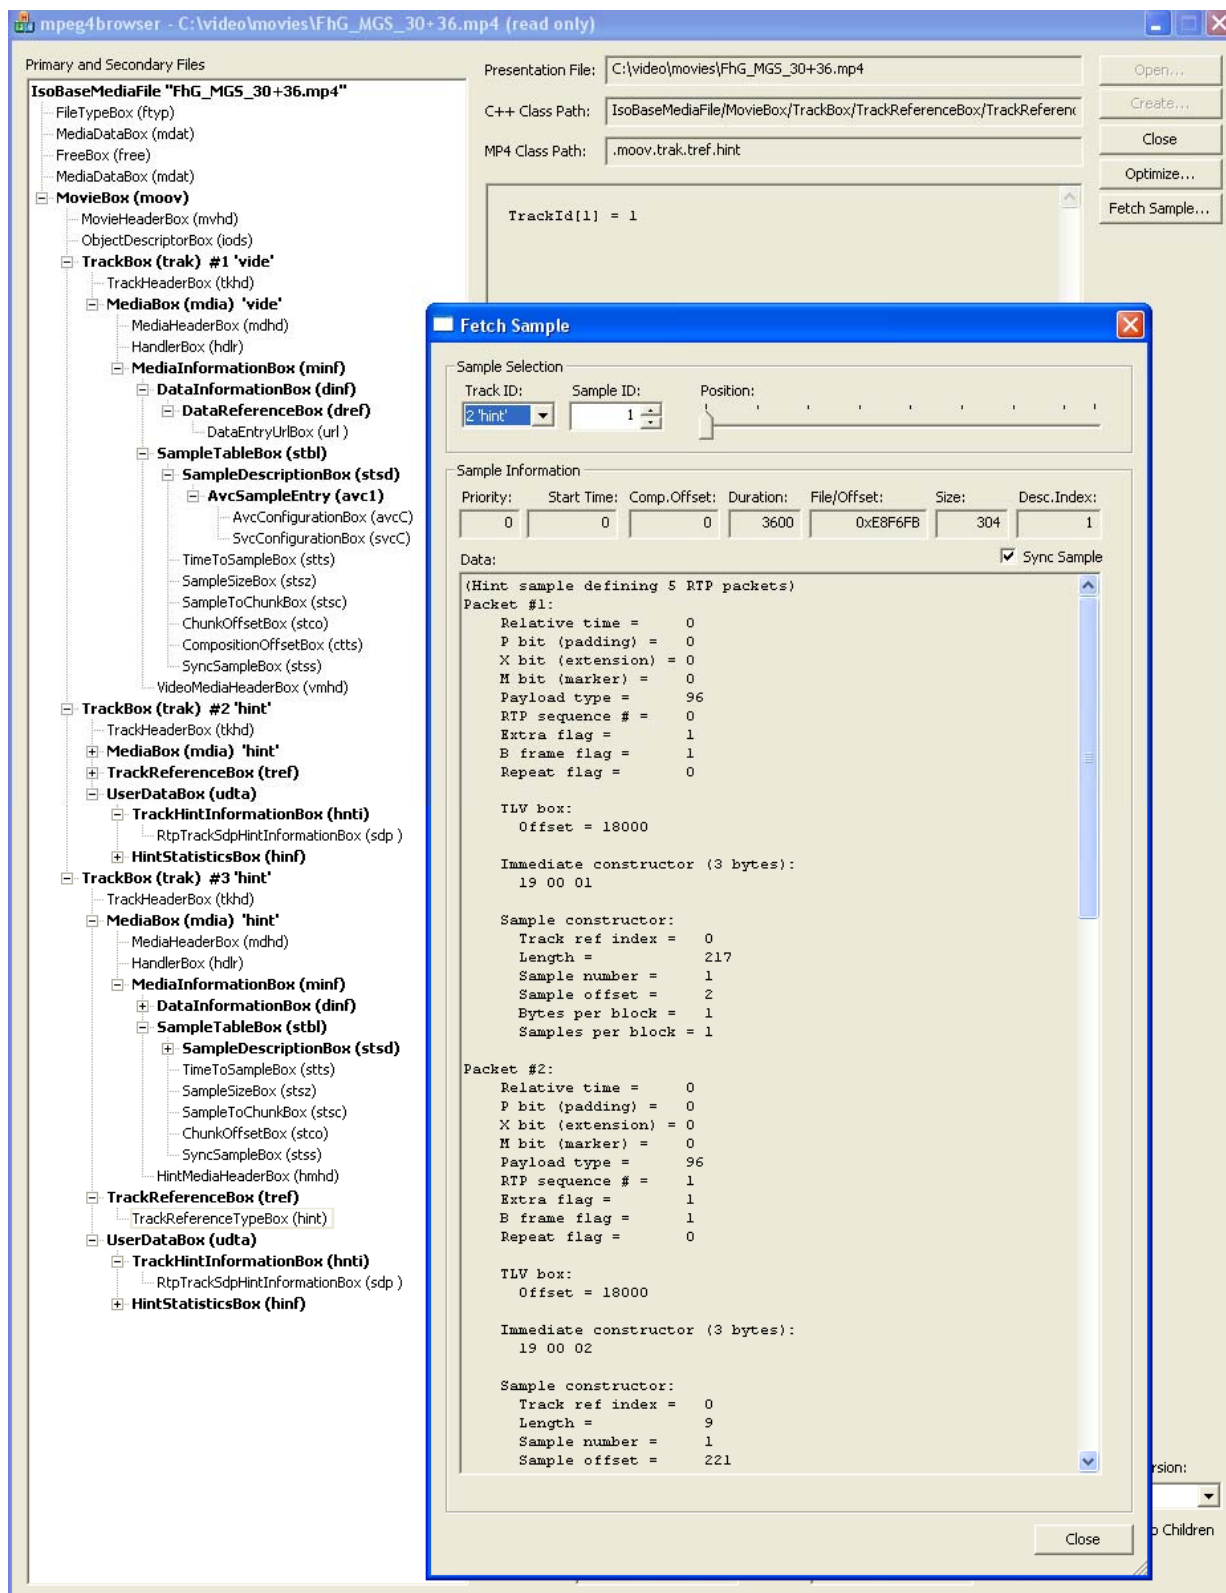 mpeg4browser - C:\video\movies\FhG_MGS_30+36.mp4 (read only)
Primary and Secondary Files
IsoBaseMediaFile "FhG_MGS_30+36.mp4"
FileTypeBox (ftyp)
MediaDataBox (mdat)
FreeBox (free)
MediaDataBox (mdat)
MovieBox (moov)
MovieHeaderBox (mvhd)
ObjectDescriptorBox (iods)
TrackBox (trak) #1 'vide'
TrackHeaderBox (tkhd)
MediaBox (mdia) 'vide'
MediaHeaderBox (mdhd)
HandlerBox (hdlr)
MediaInformationBox (minf)
DataInformationBox (dinf)
DataReferenceBox (dref)
DataEntryUrlBox (url )
SampleTableBox (stbl)
SampleDescriptionBox (stsd)
AvcSampleEntry (avc1)
AvcConfigurationBox (avcC)
SvcConfigurationBox (svcC)
TimeToSampleBox (stts)
SampleSizeBox (stsz)
SampleToChunkBox (stsc)
ChunkOffsetBox (stco)
CompositionOffsetBox (ctts)
SyncSampleBox (stss)
VideoMediaHeaderBox (vmhd)
TrackBox (trak) #2 'hint'
TrackHeaderBox (tkhd)
MediaBox (mdia) 'hint'
TrackReferenceBox (tref)
UserDataBox (udta)
TrackHintInformationBox (hnti)
RtpTrackSdpHintInformationBox (sdp )
HintStatisticsBox (hinf)
TrackBox (trak) #3 'hint'
TrackHeaderBox (tkhd)
MediaBox (mdia) 'hint'
MediaHeaderBox (mdhd)
HandlerBox (hdlr)
MediaInformationBox (minf)
DataInformationBox (dinf)
SampleTableBox (stbl)
SampleDescriptionBox (stsd)
TimeToSampleBox (stts)
SampleSizeBox (stsz)
SampleToChunkBox (stsc)
ChunkOffsetBox (stco)
SyncSampleBox (stss)
HintMediaHeaderBox (hmhd)
TrackReferenceBox (tref)
TrackReferenceTypeBox (hint)
UserDataBox (udta)
TrackHintInformationBox (hnti)
RtpTrackSdpHintInformationBox (sdp )
HintStatisticsBox (hinf)
Presentation File: C:\video\movies\FhG_MGS_30+36.mp4
C++ Class Path: IsoBaseMediaFile/MovieBox/TrackBox/TrackReferenceBox/TrackReferenc
MP4 Class Path: .moov.trak.tref.hint
Open...
Create...
Close
Optimize...
Fetch Sample...
TrackId[1] = 1
Fetch Sample
Sample Selection
Track ID: Sample ID: Position:
2 'hint' 1
Sample Information
Priority: Start Time: Comp.Offset: Duration: File/Offset: Size: Desc.Index:
0 0 0 3600 0xE8F6FB 304 1
Data: Sync Sample
(Hint sample defining 5 RTP packets)
Packet #1:
Relative time = 0
P bit (padding) = 0
X bit (extension) = 0
M bit (marker) = 0
Payload type = 96
RTP sequence # = 0
Extra flag = 1
B frame flag = 1
Repeat flag = 0
TLV box:
Offset = 18000
Immediate constructor (3 bytes):
19 00 01
Sample constructor:
Track ref index = 0
Length = 217
Sample number = 1
Sample offset = 2
Bytes per block = 1
Samples per block = 1
Packet #2:
Relative time = 0
P bit (padding) = 0
X bit (extension) = 0
M bit (marker) = 0
Payload type = 96
RTP sequence # = 1
Extra flag = 1
B frame flag = 1
Repeat flag = 0
TLV box:
Offset = 18000
Immediate constructor (3 bytes):
19 00 02
Sample constructor:
Track ref index = 0
Length = 9
Sample number = 1
Sample offset = 221
Close
rsion:
o Children